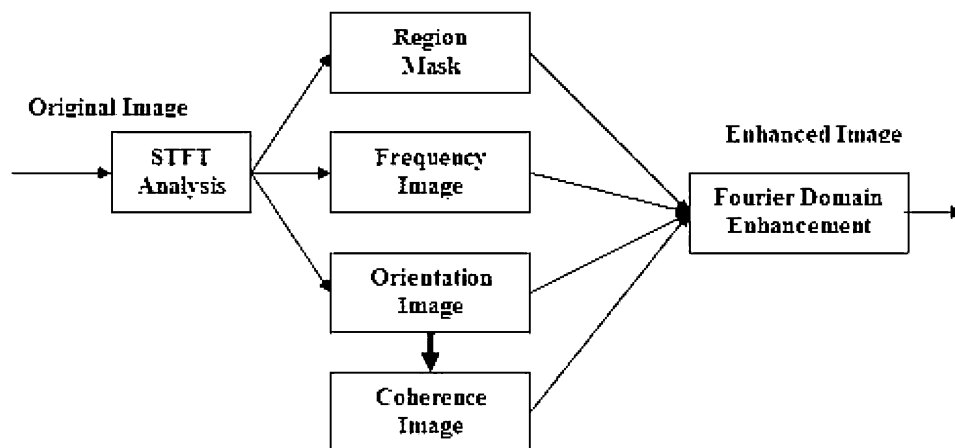 Original Image
STFT
Analysis
Region
Mask
Frequency
Image
Orientation
Image
Coherence
Image
Enhanced Image
Fourier Domain
Enhancement